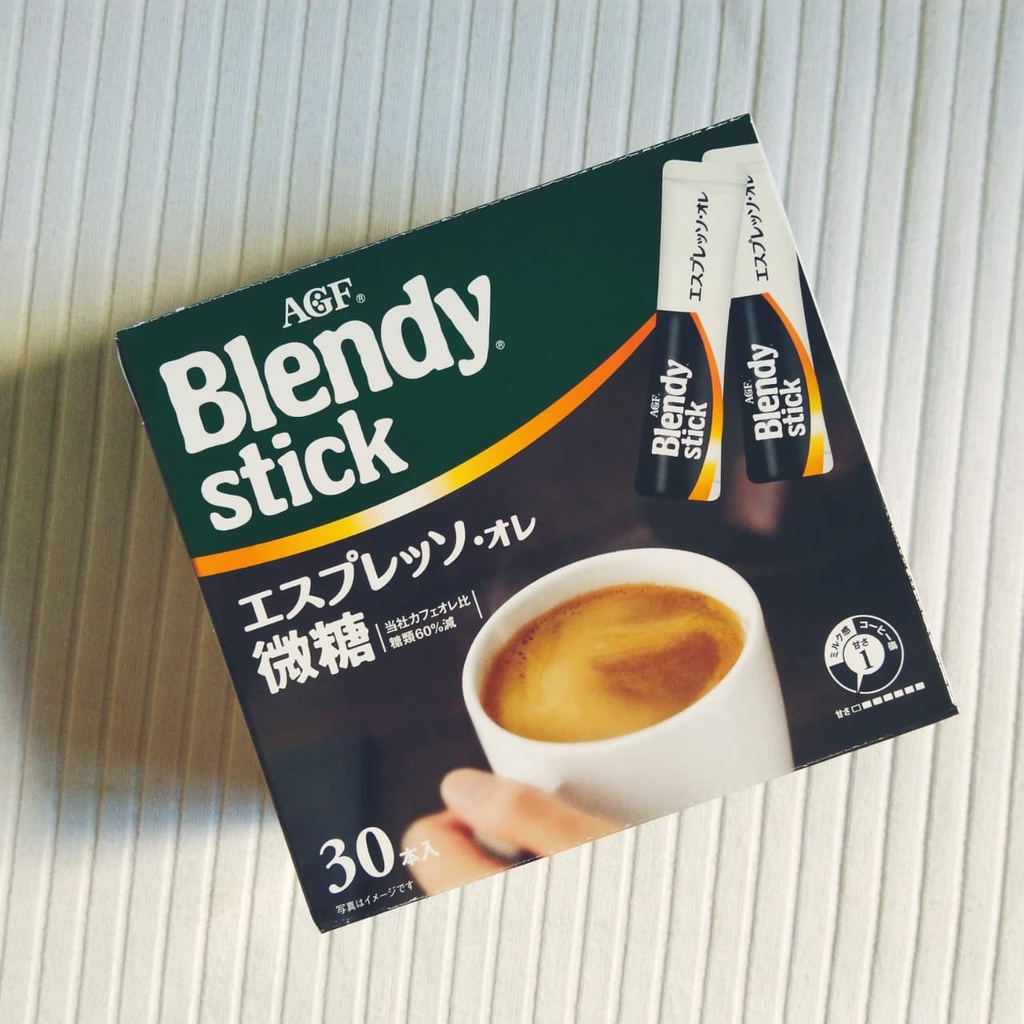 AGF®
Blendy®
stick
エスプレッソ・オレ
微糖
当社カフェオレ比
糖類60%減
30本入
写真はイメージです
エスプレッソ・オレ
AGF
Blendy
stick
エスプレッソ・オレ
AGF
Blendy
stick
ミルク感 コーヒー感
甘さ
1
甘さ